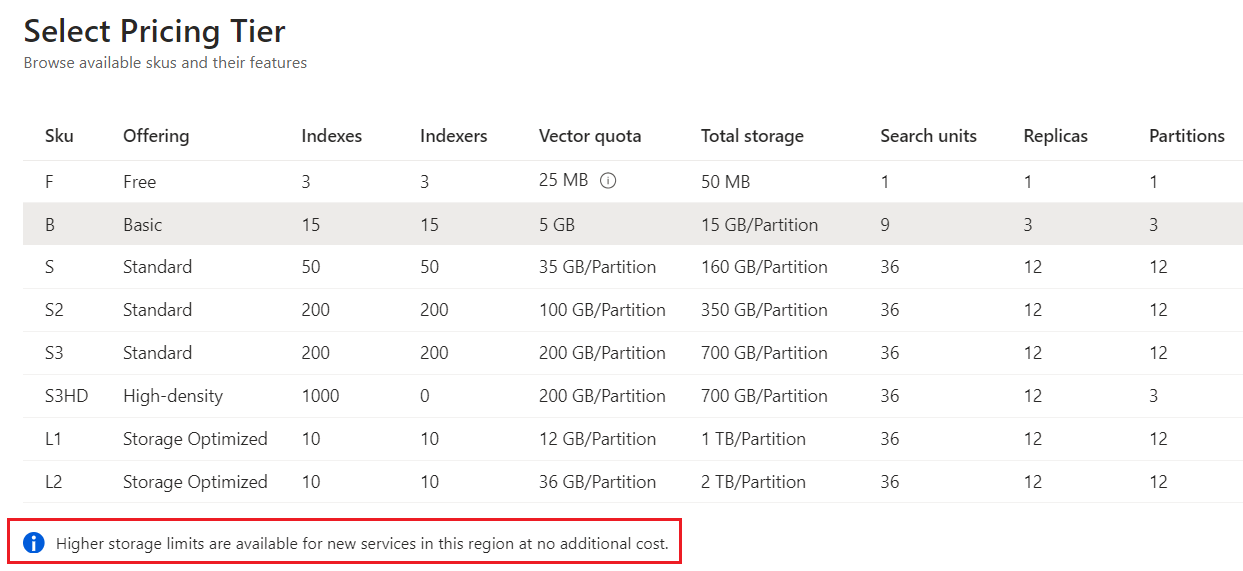 Select Pricing Tier
Browse available skus and their features
Sku Offering Indexes Indexers Vector quota Total storage Search units Replicas Partitions
F Free 3 3 25 MB 50 MB 1 1 1
B Basic 15 15 5 GB 15 GB/Partition 9 3 3
S Standard 50 50 35 GB/Partition 160 GB/Partition 36 12 12
S2 Standard 200 200 100 GB/Partition 350 GB/Partition 36 12 12
S3 Standard 200 200 200 GB/Partition 700 GB/Partition 36 12 12
S3HD High-density 1000 0 200 GB/Partition 700 GB/Partition 36 12 3
L1 Storage Optimized 10 10 12 GB/Partition 1 TB/Partition 36 12 12
L2 Storage Optimized 10 10 36 GB/Partition 2 TB/Partition 36 12 12
Higher storage limits are available for new services in this region at no additional cost.